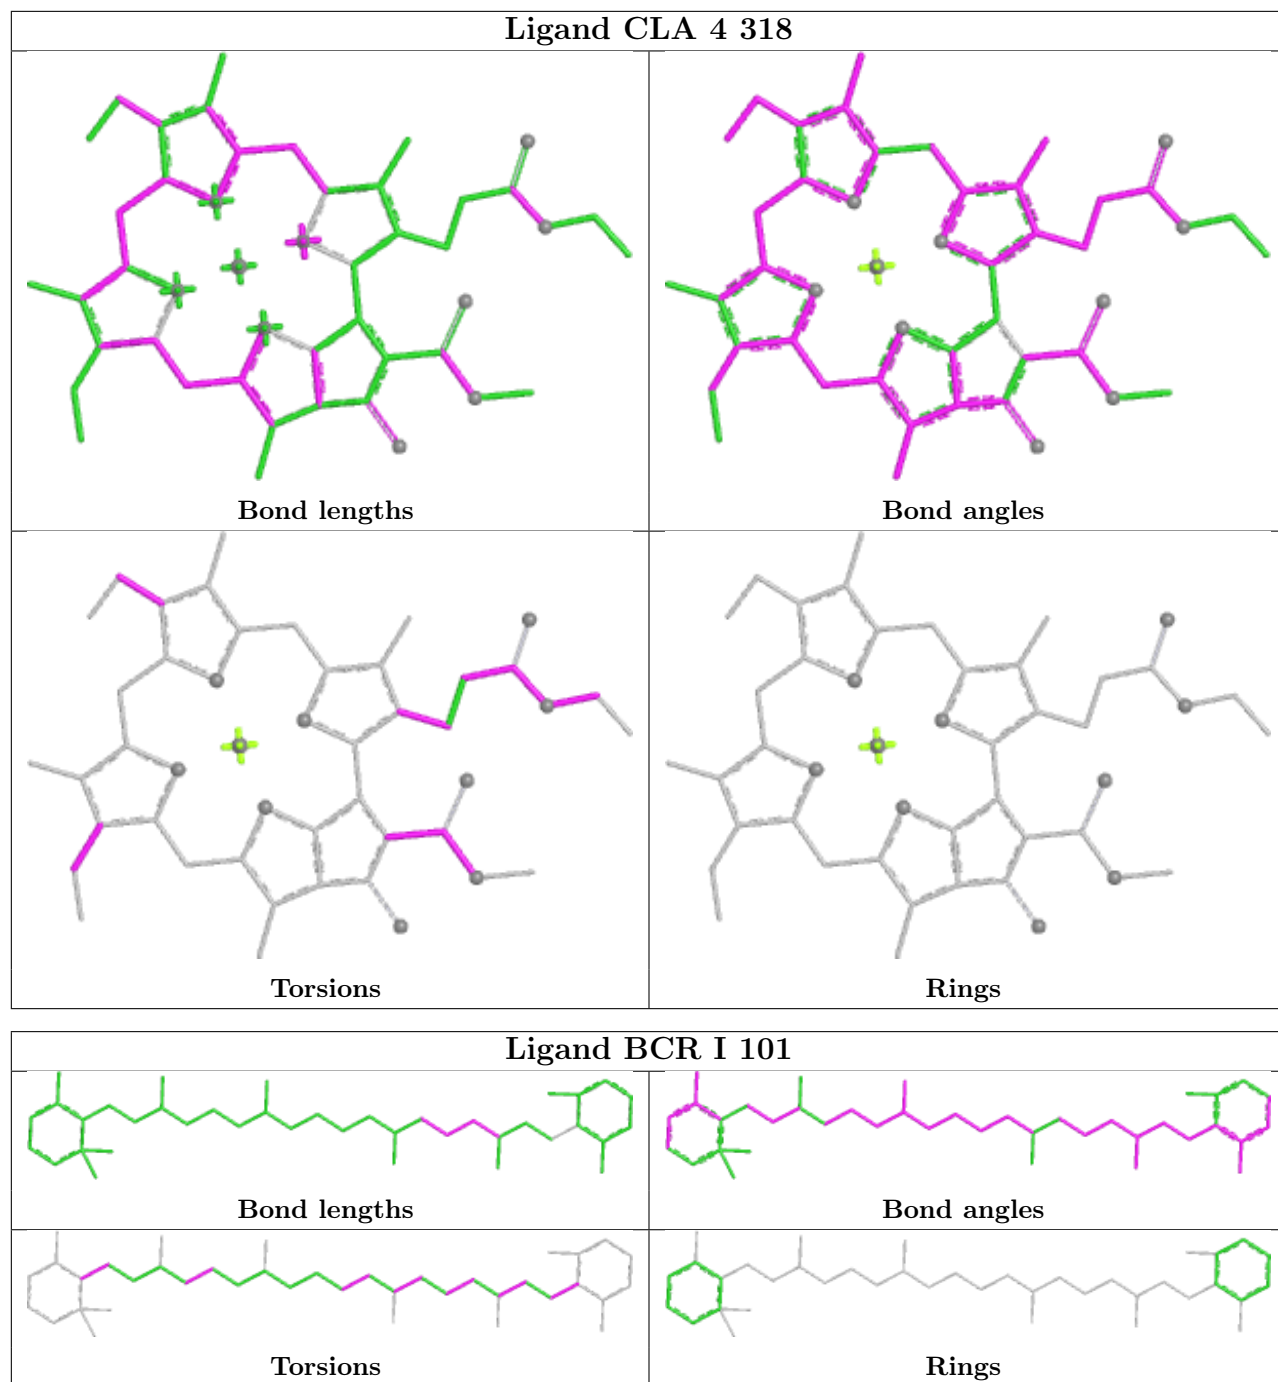 Ligand CLA 4 318
Bond lengths
Bond angles
Torsions
Rings
Ligand BCR I 101
Bond lengths
Bond angles
Torsions
Rings